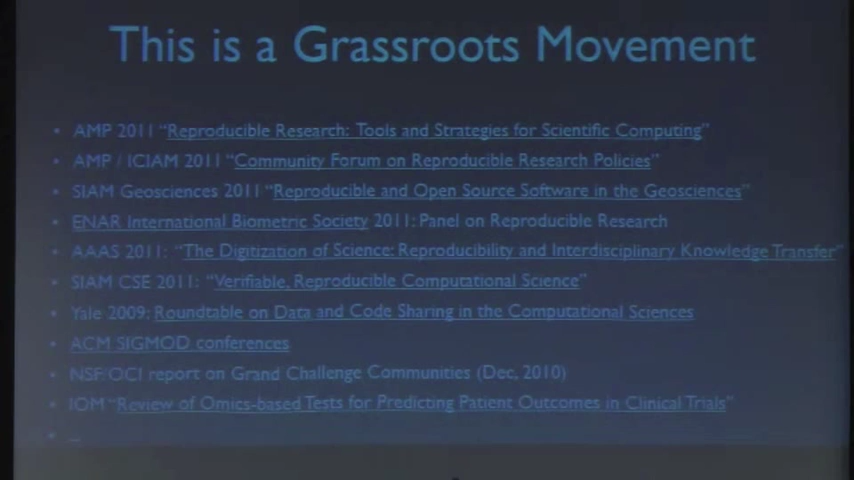 This is a Grassroots Movement
• AMP 2011 “Reproducible Research: Tools and Strategies for Scientific Computing”
• AMP / ICIAM 2011 “Community Forum on Reproducible Research Policies”
• SIAM Geosciences 2011 “Reproducible and Open Source Software in the Geosciences”
• ENAR International Biometric Society 2011: Panel on Reproducible Research
• AAAS 2011: “The Digitization of Science: Reproducibility and Interdisciplinary Knowledge Transfer”
• SIAM CSE 2011: “Verifiable, Reproducible Computational Science”
• Yale 2009: Roundtable on Data and Code Sharing in the Computational Sciences
• ACM SIGMOD conferences
• NSF/OCI report on Grand Challenge Communities (Dec, 2010)
• IOM “Review of Omics-based Tests for Predicting Patient Outcomes in Clinical Trials”
• ...